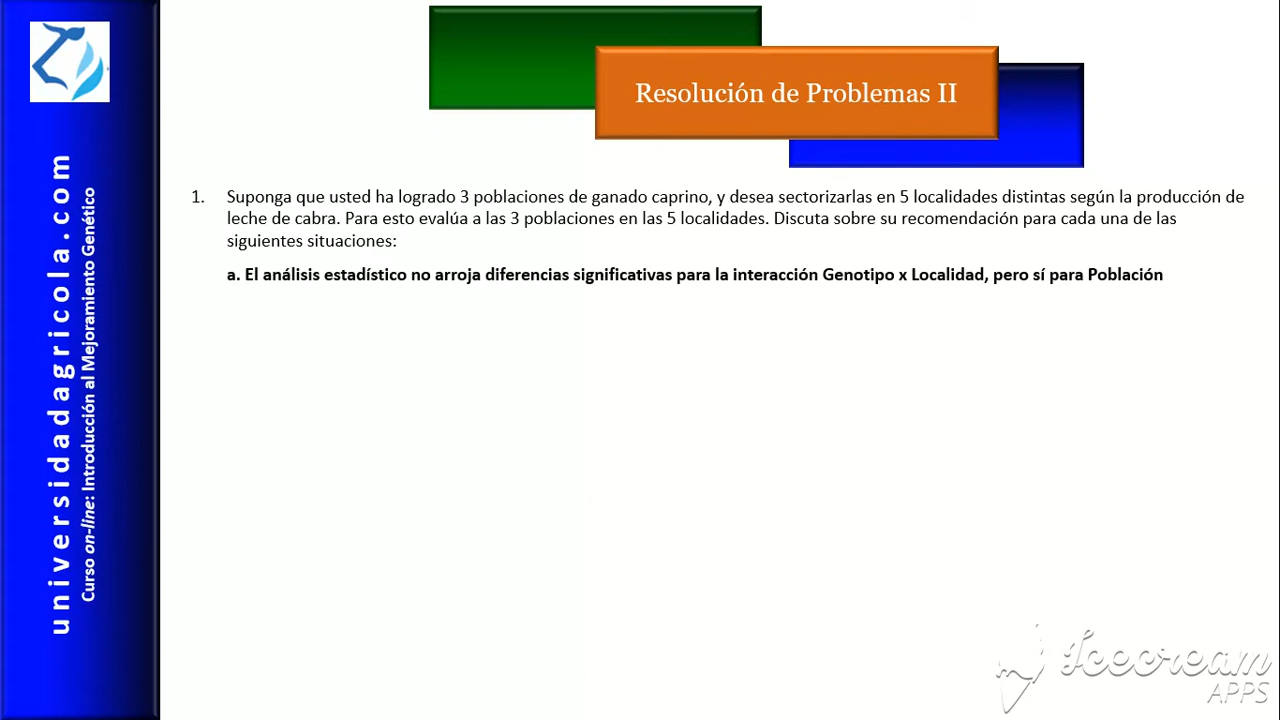 universidadagricola.com
Curso on-line: Introducción al Mejoramiento Genético
Resolución de Problemas II
1. Suponga que usted ha logrado 3 poblaciones de ganado caprino, y desea sectorizarlas en 5 localidades distintas según la producción de
leche de cabra. Para esto evalúa a las 3 poblaciones en las 5 localidades. Discuta sobre su recomendación para cada una de las
siguientes situaciones:
a. El análisis estadístico no arroja diferencias significativas para la interacción Genotipo x Localidad, pero sí para Población
Icecream
APPS